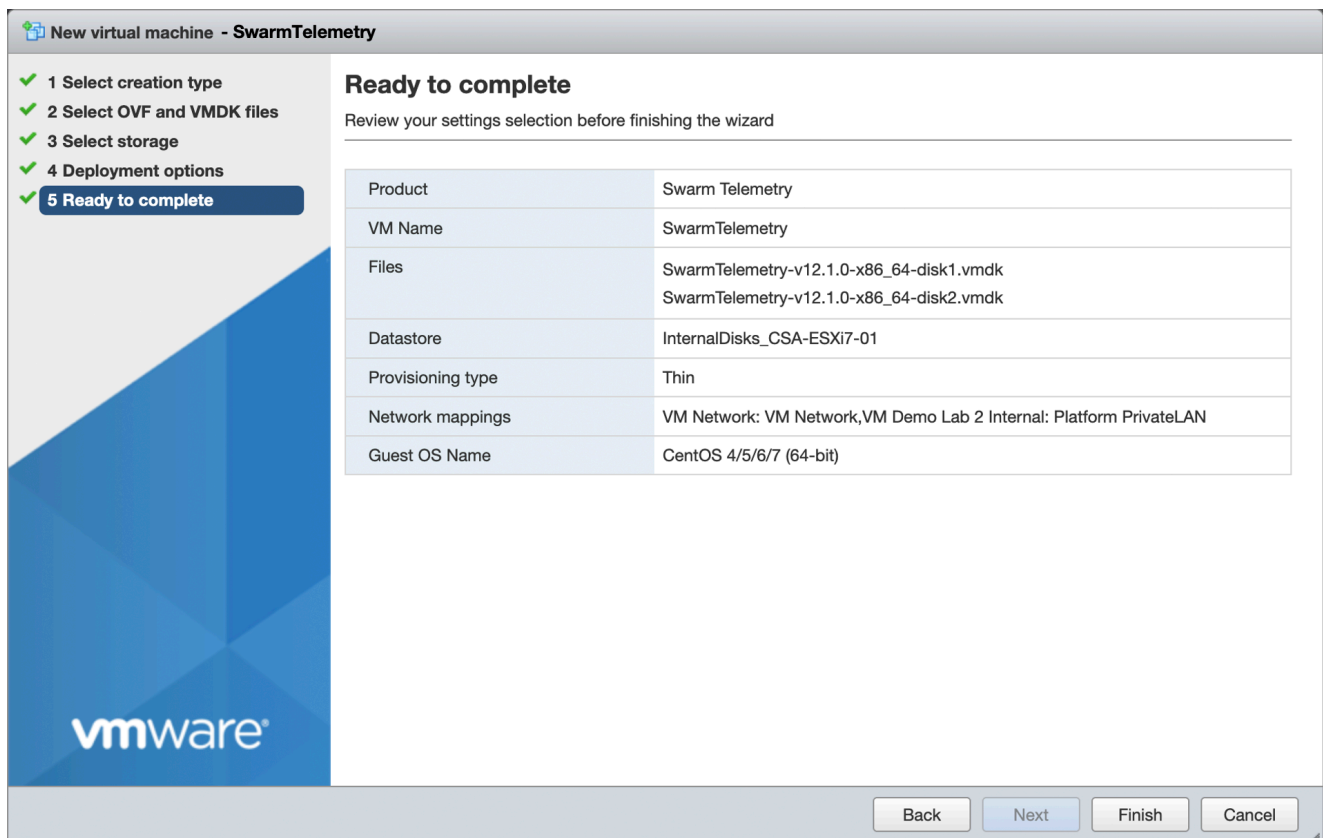 New virtual machine - SwarmTelemetry
1 Select creation type
2 Select OVF and VMDK files
3 Select storage
4 Deployment options
5 Ready to complete
vmware®
Ready to complete
Review your settings selection before finishing the wizard
Product Swarm Telemetry
VM Name SwarmTelemetry
Files SwarmTelemetry-v12.1.0-x86_64-disk1.vmdk
SwarmTelemetry-v12.1.0-x86_64-disk2.vmdk
Datastore InternalDisks_CSA-ESXi7-01
Provisioning type Thin
Network mappings VM Network: VM Network,VM Demo Lab 2 Internal: Platform PrivateLAN
Guest OS Name CentOS 4/5/6/7 (64-bit)
Back Next Finish Cancel